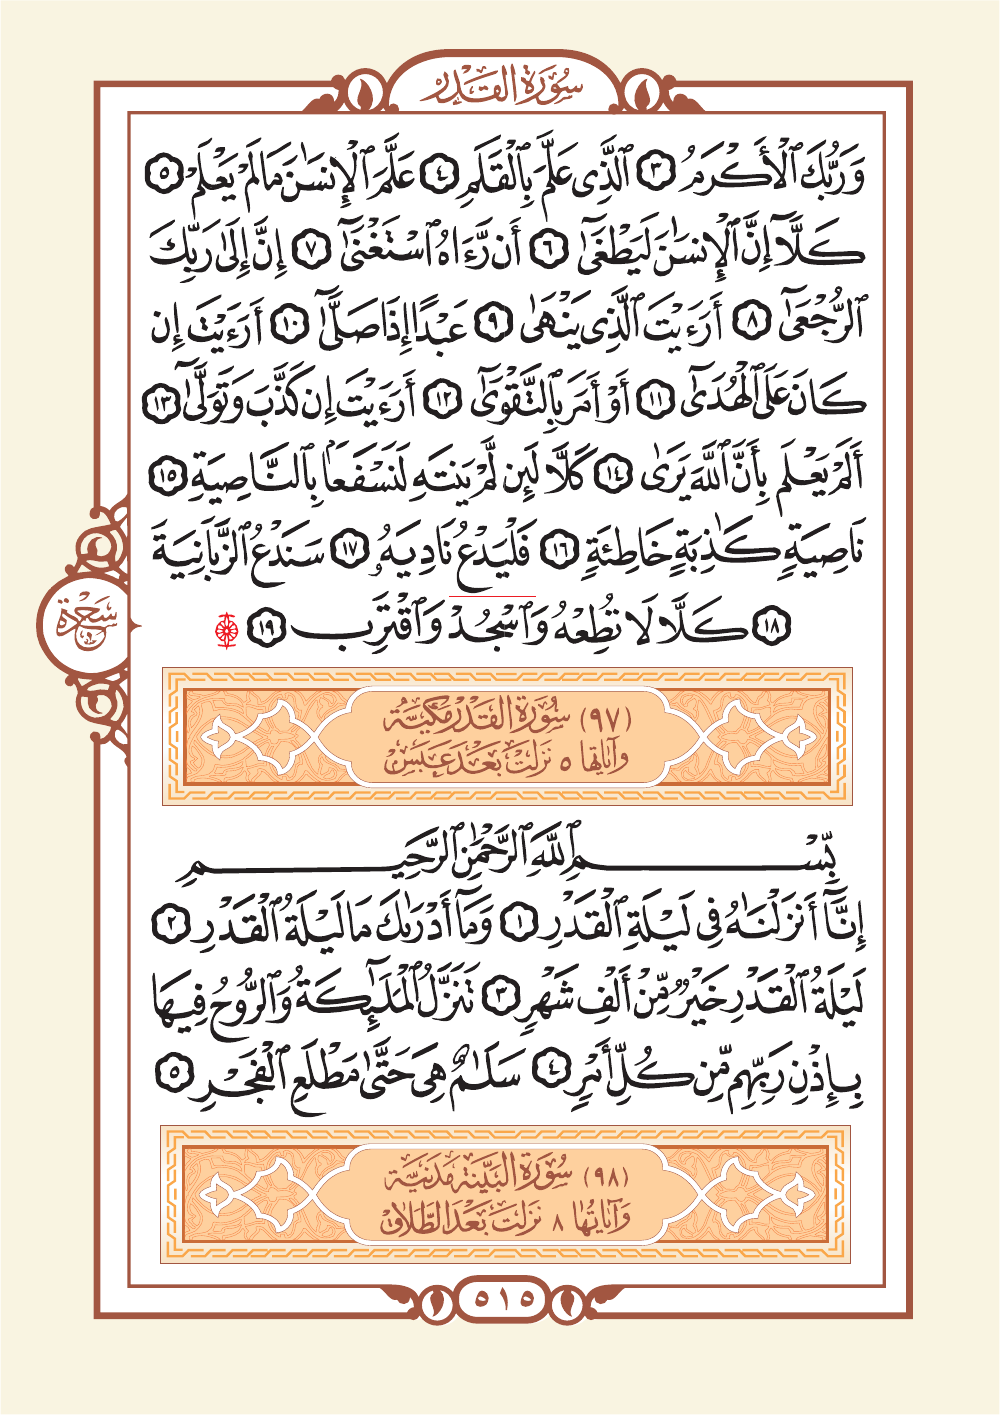 سُورَةُ القَدْرِ
وَرَبُّكَ ٱلْأَكْرَمُ ٣ ٱلَّذِى عَلَّمَ بِٱلْقَلَمِ ٤ عَلَّمَ ٱلْإِنسَٰنَ مَا لَمْ يَعْلَمْ ٥
كَلَّآ إِنَّ ٱلْإِنسَٰنَ لَيَطْغَىٰٓ ٦ أَن رَّءَاهُ ٱسْتَغْنَىٰٓ ٧ إِنَّ إِلَىٰ رَبِّكَ
ٱلرُّجْعَىٰٓ ٨ أَرَءَيْتَ ٱلَّذِى يَنْهَىٰ ٩ عَبْدًا إِذَا صَلَّىٰٓ ١٠ أَرَءَيْتَ إِن
كَانَ عَلَى ٱلْهُدَىٰٓ ١١ أَوْ أَمَرَ بِٱلتَّقْوَىٰٓ ١٢ أَرَءَيْتَ إِن كَذَّبَ وَتَوَلَّىٰٓ ١٣
أَلَمْ يَعْلَم بِأَنَّ ٱللَّهَ يَرَىٰ ١٤ كَلَّا لَئِن لَّمْ يَنتَهِ لَنَسْفَعًۢا بِٱلنَّاصِيَةِ ١٥
نَاصِيَةٍ كَٰذِبَةٍ خَاطِئَةٍ ١٦ فَلْيَدْعُ نَادِيَهُۥ ١٧ سَنَدْعُ ٱلزَّبَانِيَةَ
١٨ كَلَّا لَا تُطِعْهُ وَٱسْجُدْ وَٱقْتَرِب ١٩
سَجْدَة
(٩٧) سُورَةُ القَدْرِ مَكِّيَّةٌ
وَآيَاتُهَا ٥ نَزَلَتْ بَعْدَ عَبَسَ
بِّسْمِ ٱللَّهِ ٱلرَّحْمَٰنِ ٱلرَّحِيمِ
إِنَّآ أَنزَلْنَٰهُ فِى لَيْلَةِ ٱلْقَدْرِ ١ وَمَآ أَدْرَىٰكَ مَا لَيْلَةُ ٱلْقَدْرِ ٢
لَيْلَةُ ٱلْقَدْرِ خَيْرٌ مِّنْ أَلْفِ شَهْرٍ ٣ تَنَزَّلُ ٱلْمَلَٰٓئِكَةُ وَٱلرُّوحُ فِيهَا
بِإِذْنِ رَبِّهِم مِّن كُلِّ أَمْرٍ ٤ سَلَٰمٌ هِىَ حَتَّىٰ مَطْلَعِ ٱلْفَجْرِ ٥
(٩٨) سُورَةُ البَيِّنَةِ مَدَنِيَّةٌ
وَآيَاتُهَا ٨ نَزَلَتْ بَعْدَ الطَّلَاقِ
٥١٥